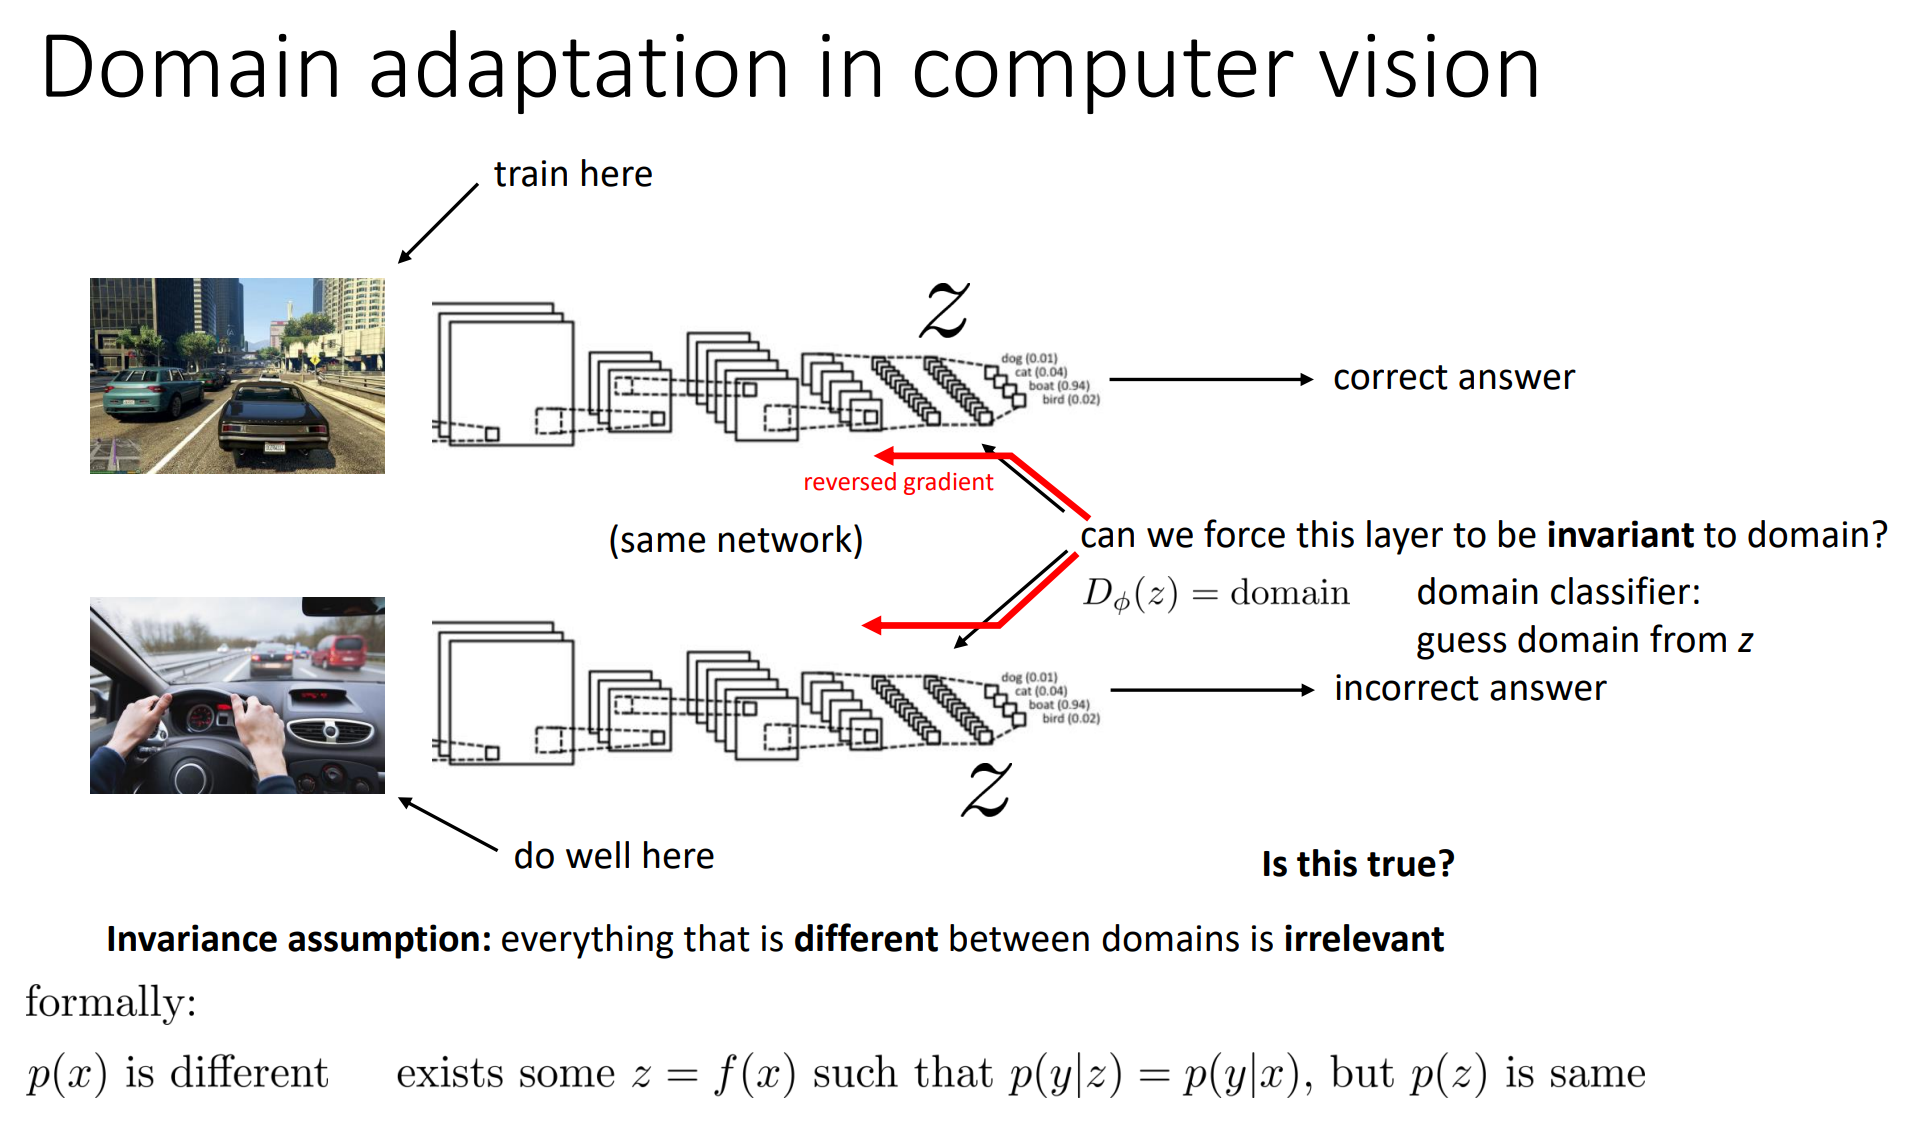 Domain adaptation in computer vision
train here
z
dog (0.01)
cat (0.04)
boat (0.94)
bird (0.02)
correct answer
reversed gradient
(same network)
can we force this layer to be invariant to domain?
D_ϕ(z) = domain
domain classifier:
guess domain from z
dog (0.01)
cat (0.04)
boat (0.94)
bird (0.02)
incorrect answer
z
do well here
Is this true?
Invariance assumption: everything that is different between domains is irrelevant
formally:
p(x) is different exists some z = f(x) such that p(y|z) = p(y|x), but p(z) is same